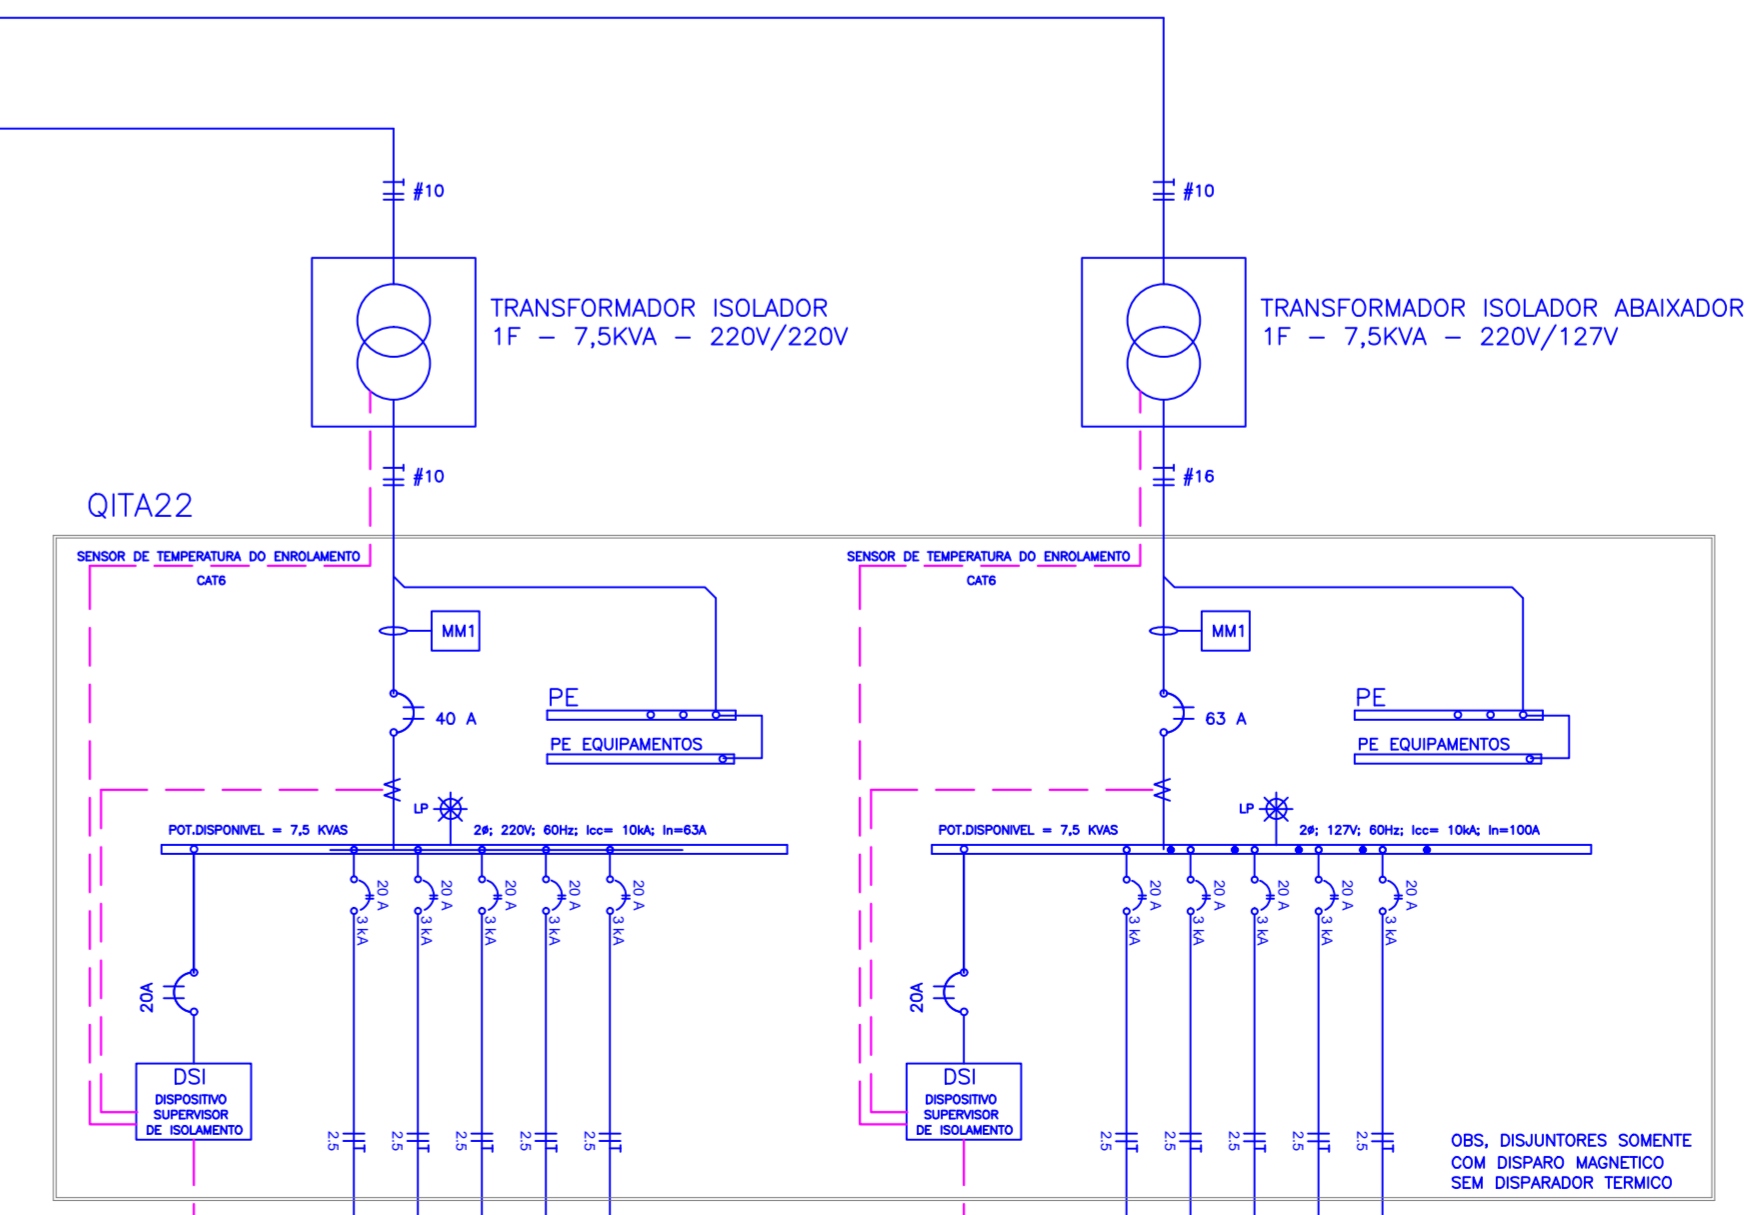 #10
#10
TRANSFORMADOR ISOLADOR
1F - 7,5KVA - 220V/220V
TRANSFORMADOR ISOLADOR ABAIXADOR
1F - 7,5KVA - 220V/127V
#10
#16
QITA22
SENSOR DE TEMPERATURA DO ENROLAMENTO
CAT6
MM1
40 A
PE
PE EQUIPAMENTOS
LP
POT.DISPONIVEL = 7,5 KVAS
2ø; 220V; 60Hz; Icc= 10kA; In=63A
20 A
3 kA
20 A
3 kA
20 A
3 kA
20 A
3 kA
20 A
3 kA
20A
DSI
DISPOSITIVO
SUPERVISOR
DE ISOLAMENTO
2.5
2.5
2.5
2.5
2.5
SENSOR DE TEMPERATURA DO ENROLAMENTO
CAT6
MM1
63 A
PE
PE EQUIPAMENTOS
LP
POT.DISPONIVEL = 7,5 KVAS
2ø; 127V; 60Hz; Icc= 10kA; In=100A
20 A
3 kA
20 A
3 kA
20 A
3 kA
20 A
3 kA
20 A
3 kA
20A
DSI
DISPOSITIVO
SUPERVISOR
DE ISOLAMENTO
2.5
2.5
2.5
2.5
2.5
OBS, DISJUNTORES SOMENTE
COM DISPARO MAGNETICO
SEM DISPARADOR TERMICO